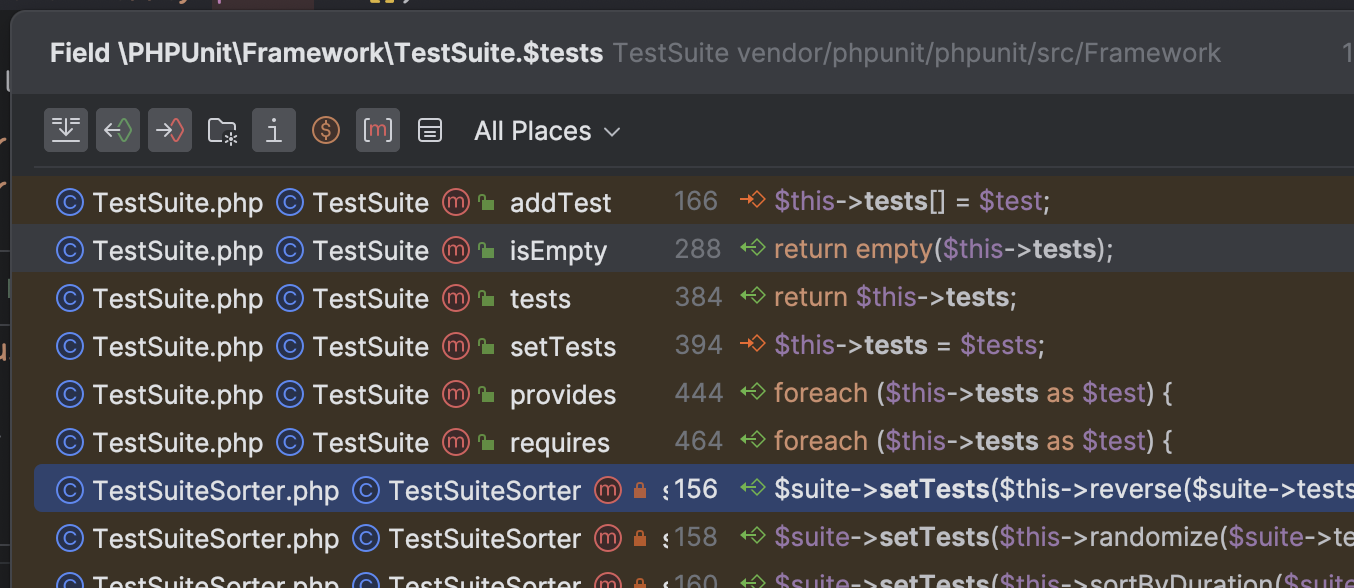 Field \PHPUnit\Framework\TestSuite.$tests TestSuite vendor/phpunit/phpunit/src/Framework
All Places
TestSuite.php TestSuite addTest 166 $this->tests[] = $test;
TestSuite.php TestSuite isEmpty 288 return empty($this->tests);
TestSuite.php TestSuite tests 384 return $this->tests;
TestSuite.php TestSuite setTests 394 $this->tests = $tests;
TestSuite.php TestSuite provides 444 foreach ($this->tests as $test) {
TestSuite.php TestSuite requires 464 foreach ($this->tests as $test) {
TestSuiteSorter.php TestSuiteSorter 156 $suite->setTests($this->reverse($suite->tests
TestSuiteSorter.php TestSuiteSorter 158 $suite->setTests($this->randomize($suite->te
TestSuiteSorter.php TestSuiteSorter 160 $suite->setTests($this->sortByDuration($suite